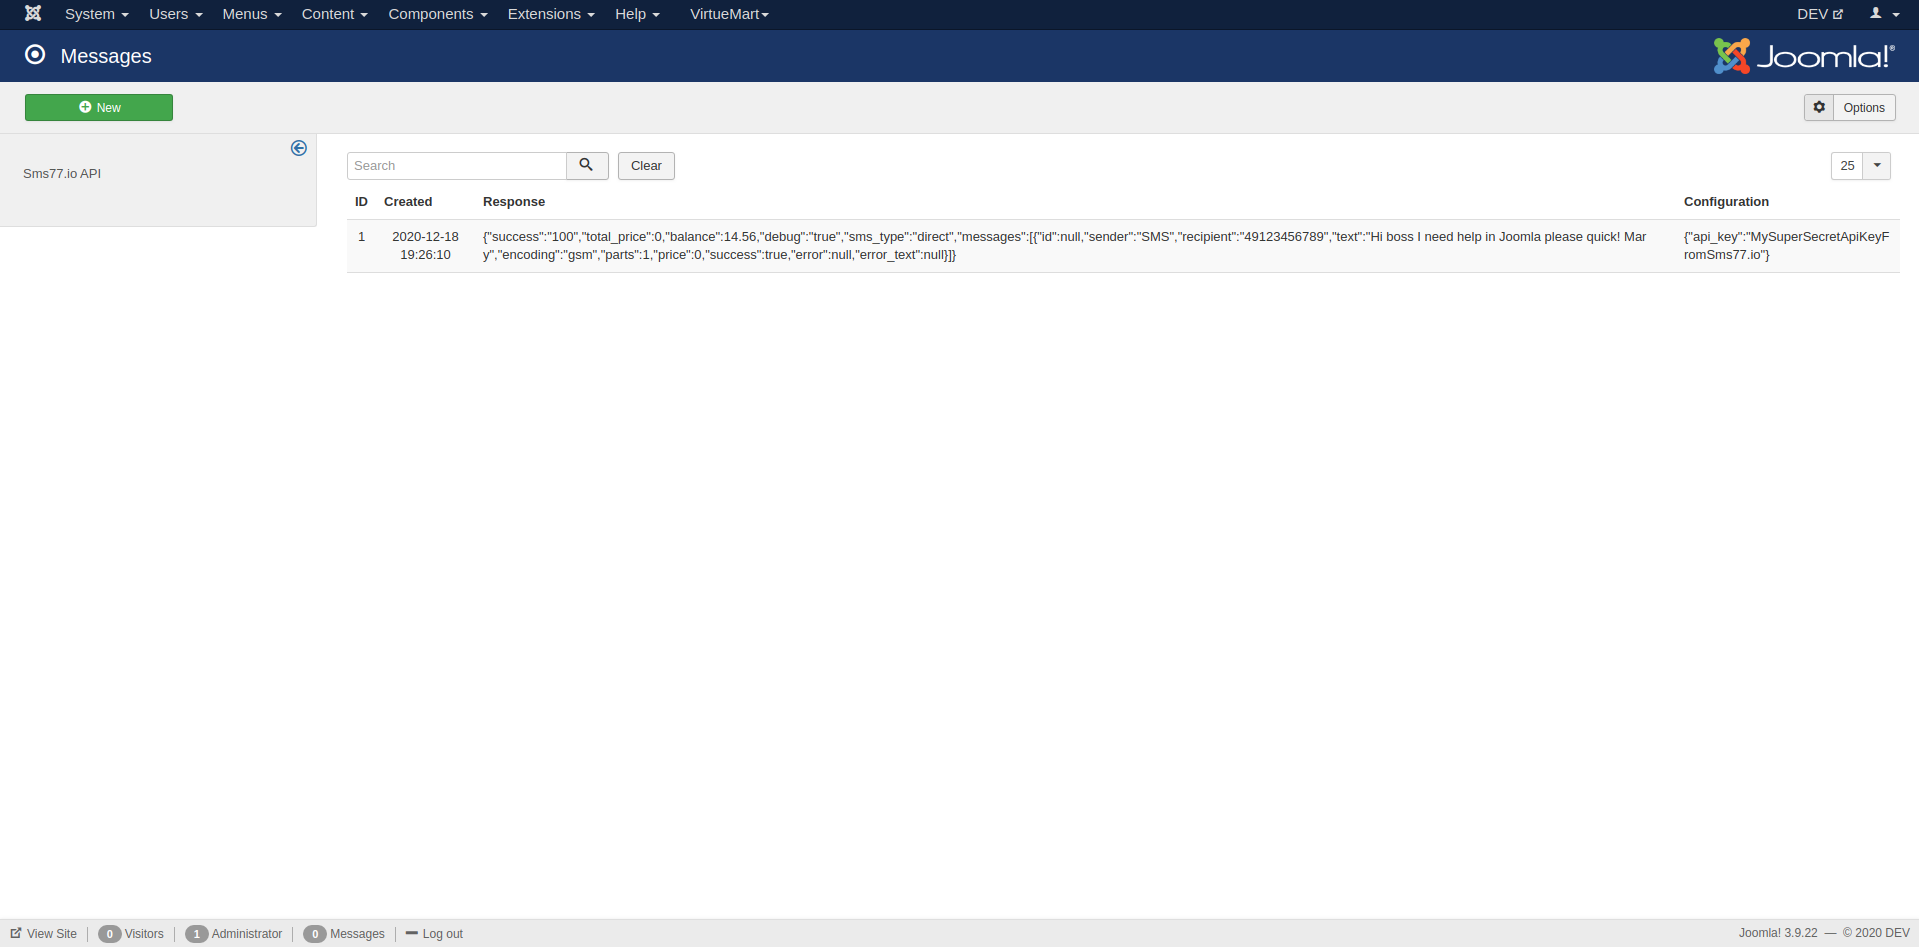 System Users Menus Content Components Extensions Help VirtueMart DEV
Messages Joomla!®
New Options
Sms77.io API
Search Clear 25
ID Created Response Configuration
1 2020-12-18 {"success":"100","total_price":0,"balance":14.56,"debug":"true","sms_type":"direct","messages":[{"id":null,"sender":"SMS","recipient":"49123456789","text":"Hi boss I need help in Joomla please quick! Mar {"api_key":"MySuperSecretApiKeyF
19:26:10 y","encoding":"gsm","parts":1,"price":0,"success":true,"error":null,"error_text":null}]} romSms77.io"}
View Site 0 Visitors 1 Administrator 0 Messages Log out Joomla! 3.9.22 — © 2020 DEV